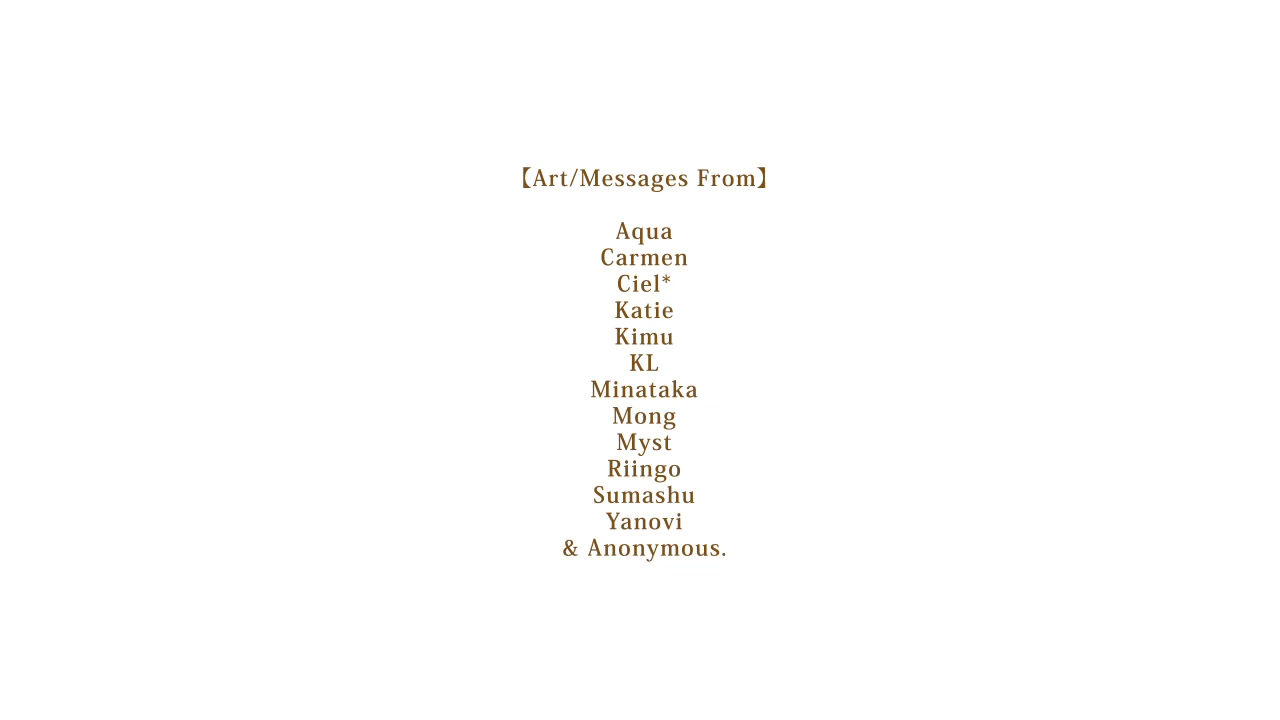 【Art/Messages From】
Aqua
Carmen
Ciel*
Katie
Kimu
KL
Minataka
Mong
Myst
Riingo
Sumashu
Yanovi
& Anonymous.